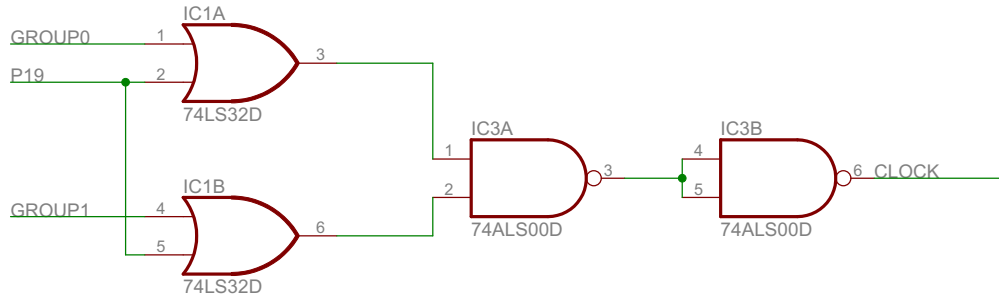 IC1A
GROUP0
1
3
P19
2
74LS32D
IC3A
IC3B
1
4
3
6
CLOCK
2
5
IC1B
GROUP1
4
6
74ALS00D
74ALS00D
5
74LS32D